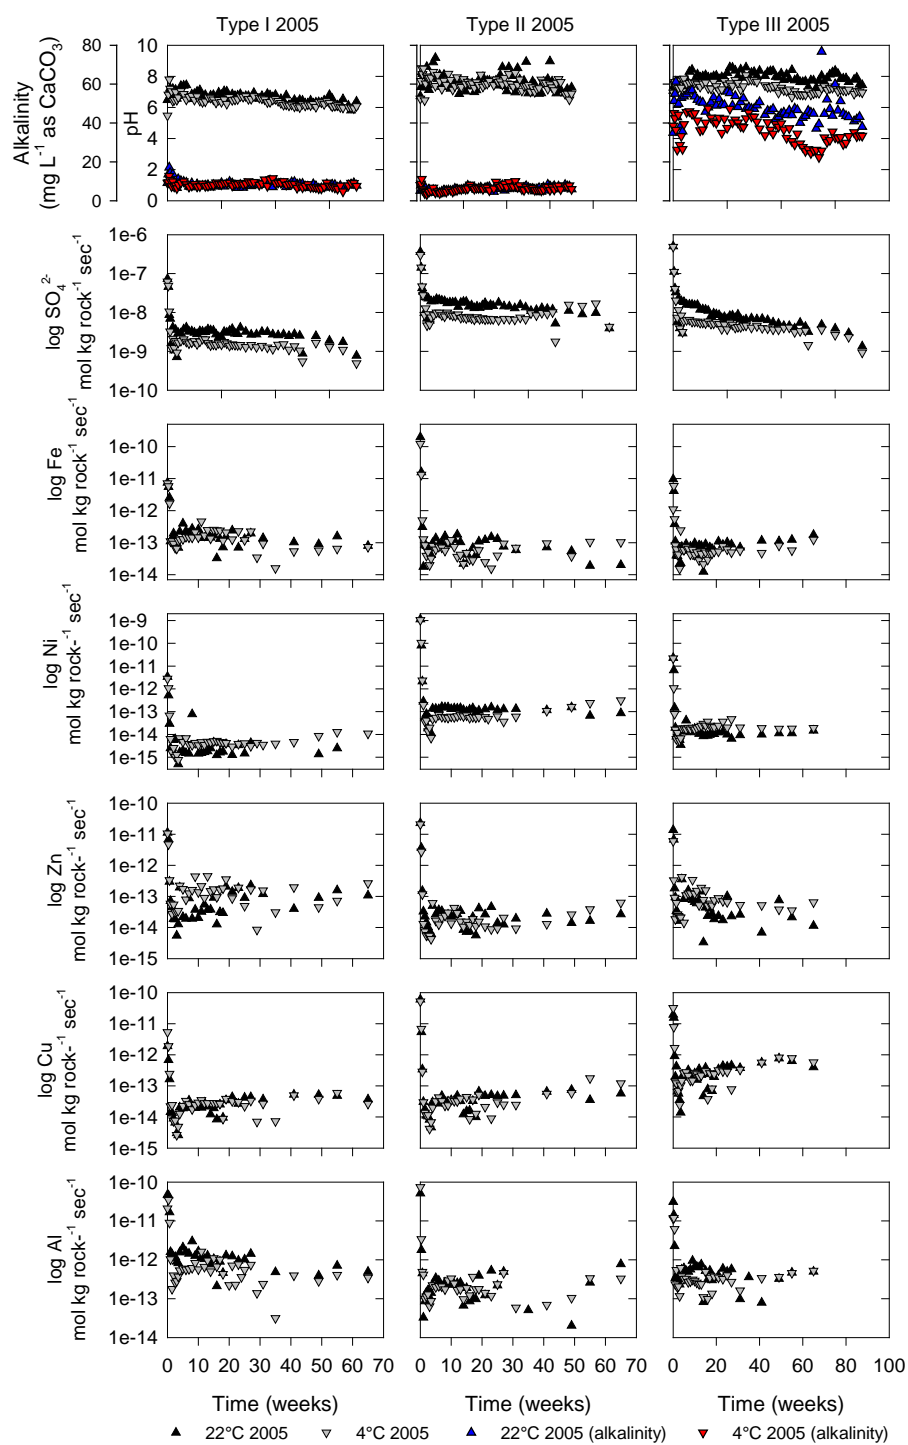 Type I 2005 Type II 2005 Type III 2005
Alkalinity
(mg L-1 as CaCO3)
80
60
40
20
0
pH
10
8
6
4
2
0
log SO42-
mol kg rock-1 sec-1
1e-6
1e-7
1e-8
1e-9
1e-10
log Fe
mol kg rock-1 sec-1
1e-10
1e-11
1e-12
1e-13
1e-14
log Ni
mol kg rock-1 sec-1
1e-9
1e-10
1e-11
1e-12
1e-13
1e-14
1e-15
log Zn
mol kg rock-1 sec-1
1e-10
1e-11
1e-12
1e-13
1e-14
1e-15
log Cu
mol kg rock-1 sec-1
1e-10
1e-11
1e-12
1e-13
1e-14
1e-15
log Al
mol kg rock-1 sec-1
1e-10
1e-11
1e-12
1e-13
1e-14
0 10 20 30 40 50 60 70 0 10 20 30 40 50 60 70 0 20 40 60 80 100
Time (weeks) Time (weeks) Time (weeks)
22°C 2005 4°C 2005 22°C 2005 (alkalinity) 4°C 2005 (alkalinity)